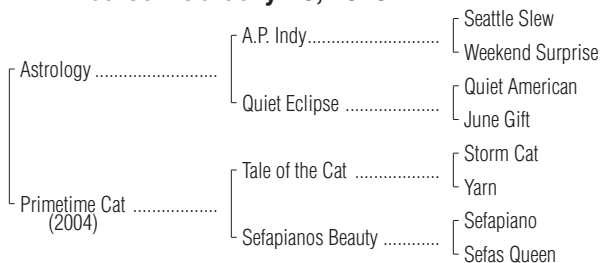 Astrology ..........................
A.P. Indy............................
Seattle Slew
Weekend Surprise
Quiet Eclipse ....................
Quiet American
June Gift
Primetime Cat ..................
(2004)
Tale of the Cat ..................
Storm Cat
Yarn
Sefapianos Beauty ............
Sefapiano
Sefas Queen